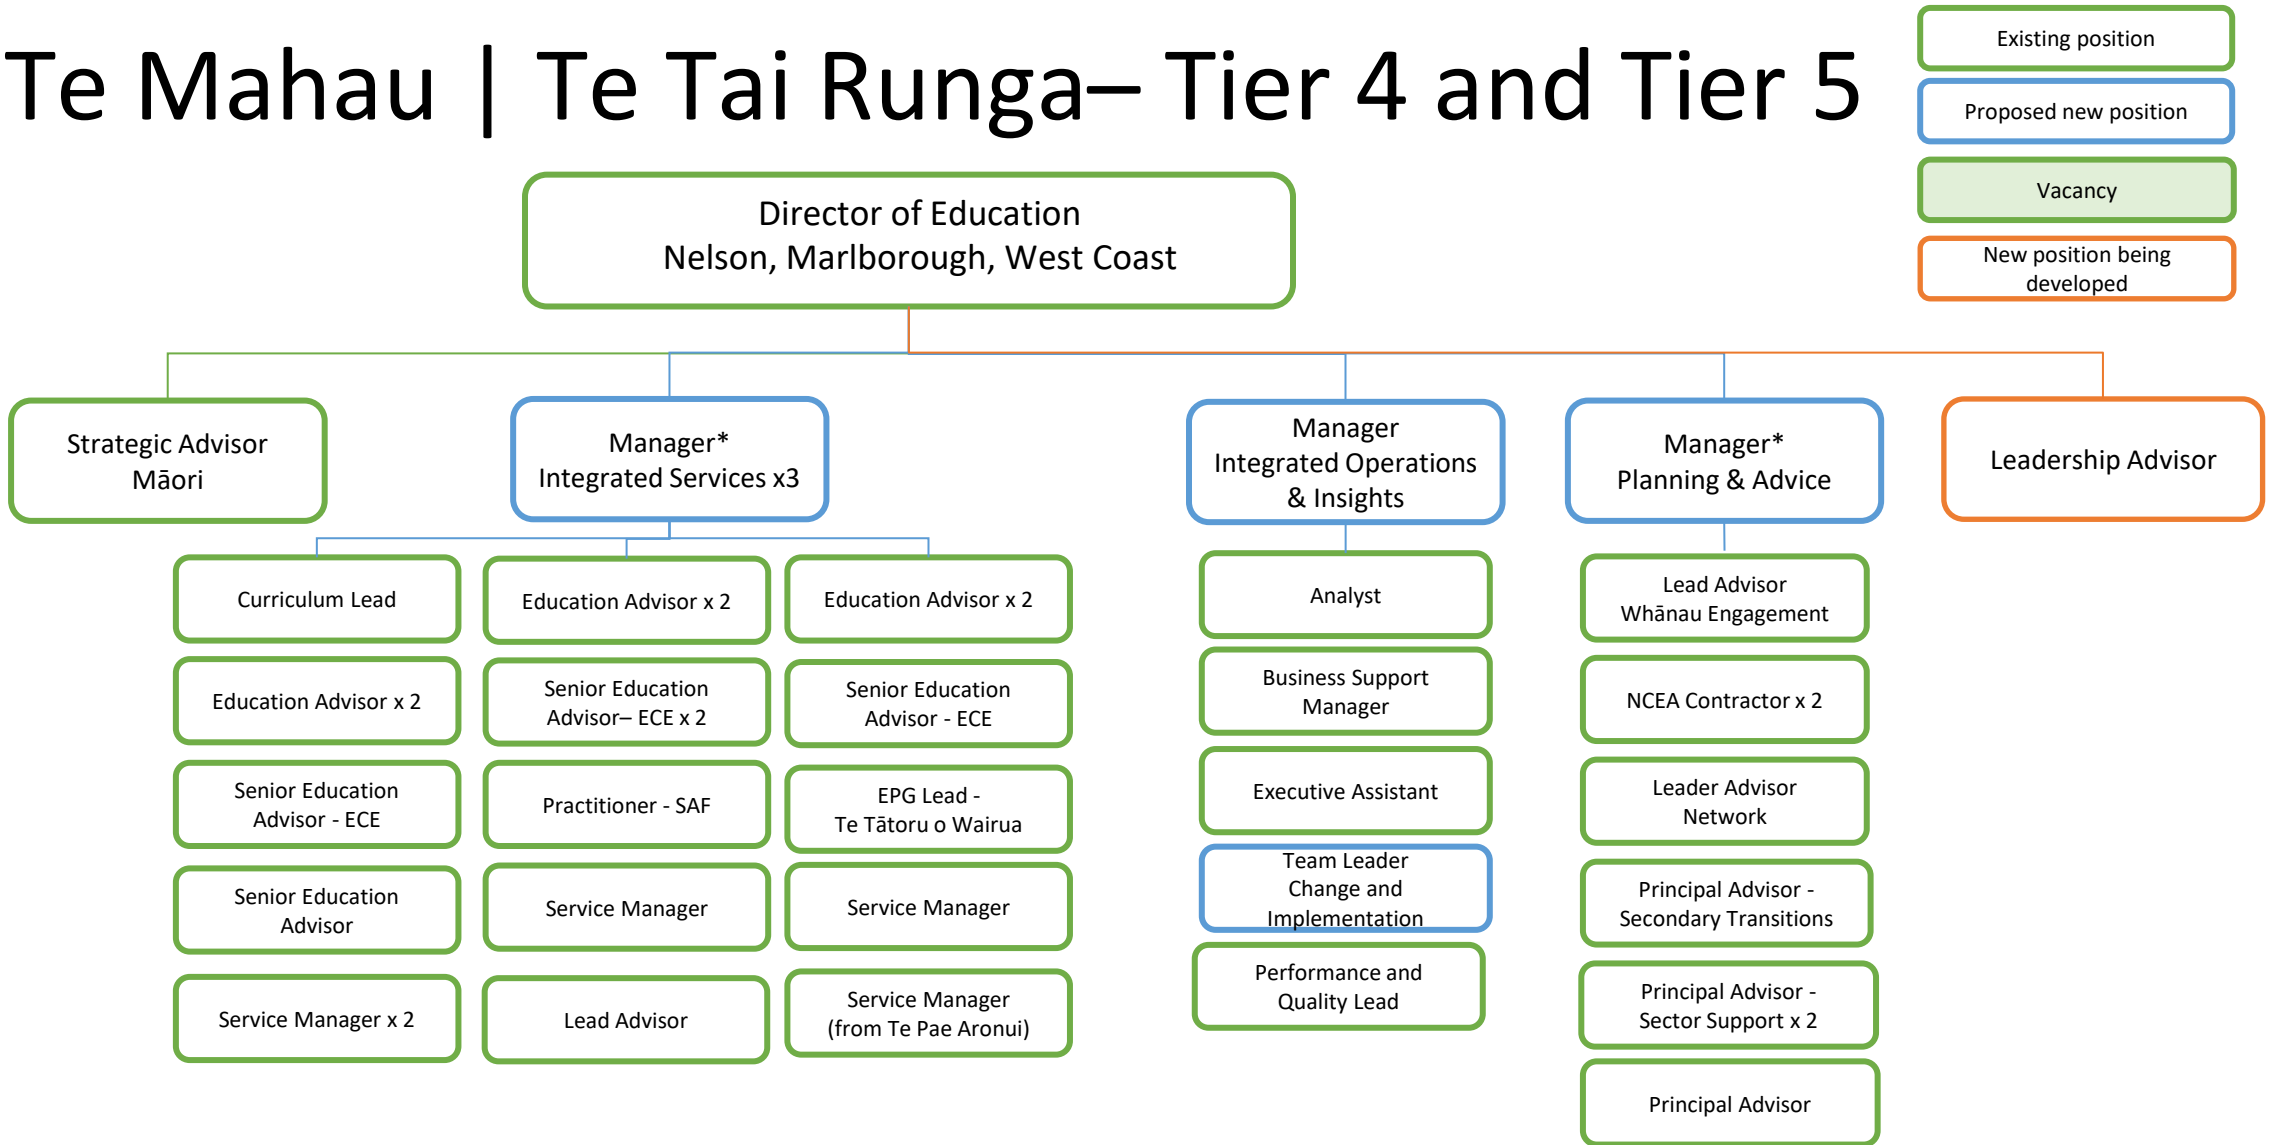 Te Mahau | Te Tai Runga– Tier 4 and Tier 5
Existing position
Proposed new position
Vacancy
New position being
developed
Director of Education
Nelson, Marlborough, West Coast
Strategic Advisor
Māori
Manager*
Integrated Services x3
Manager
Integrated Operations
& Insights
Manager*
Planning & Advice
Leadership Advisor
Curriculum Lead
Education Advisor x 2
Senior Education
Advisor - ECE
Senior Education
Advisor
Service Manager x 2
Education Advisor x 2
Senior Education
Advisor– ECE x 2
Practitioner - SAF
Service Manager
Lead Advisor
Education Advisor x 2
Senior Education
Advisor - ECE
EPG Lead -
Te Tātoru o Wairua
Service Manager
Service Manager
(from Te Pae Aronui)
Analyst
Business Support
Manager
Executive Assistant
Team Leader
Change and
Implementation
Performance and
Quality Lead
Lead Advisor
Whānau Engagement
NCEA Contractor x 2
Leader Advisor
Network
Principal Advisor -
Secondary Transitions
Principal Advisor -
Sector Support x 2
Principal Advisor